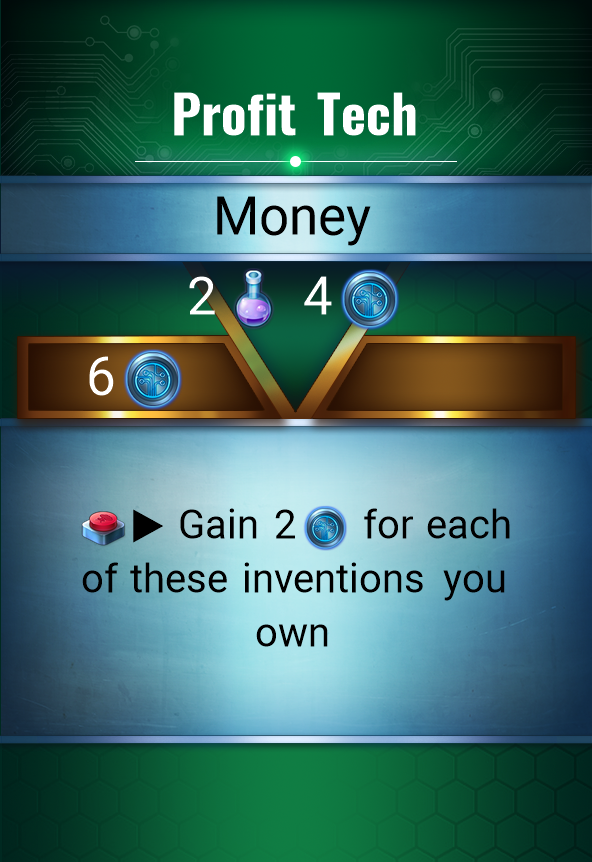 Profit Tech
Money
2 4
6
Gain 2 for each
of these inventions you
own